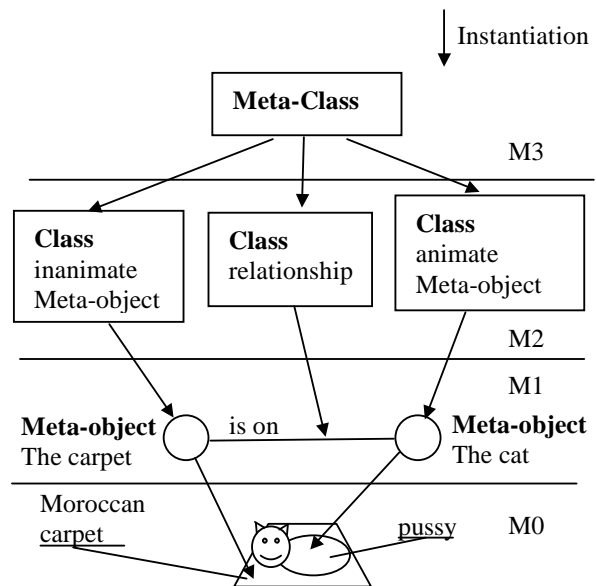 Instantiation
Meta-Class
M3
Class
inanimate
Meta-object
Class
relationship
Class
animate
Meta-object
M2
M1
Meta-object
The carpet
is on
Meta-object
The cat
Moroccan
carpet
pussy
M0